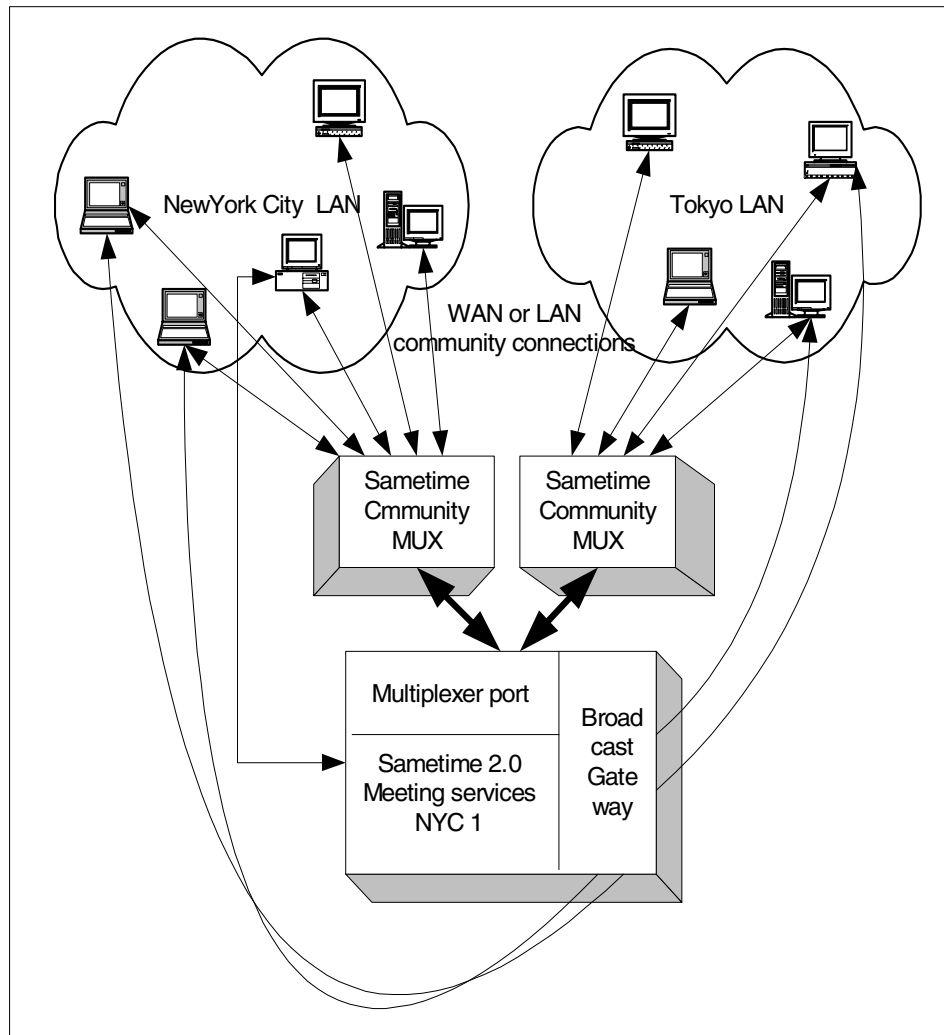 NewYork City LAN
Tokyo LAN
WAN or LAN
community connections
Sametime
Cmmunity
MUX
Sametime
Community
MUX
Multiplexer port
Sametime 2.0
Meeting services
NYC 1
Broad
cast
Gate
way